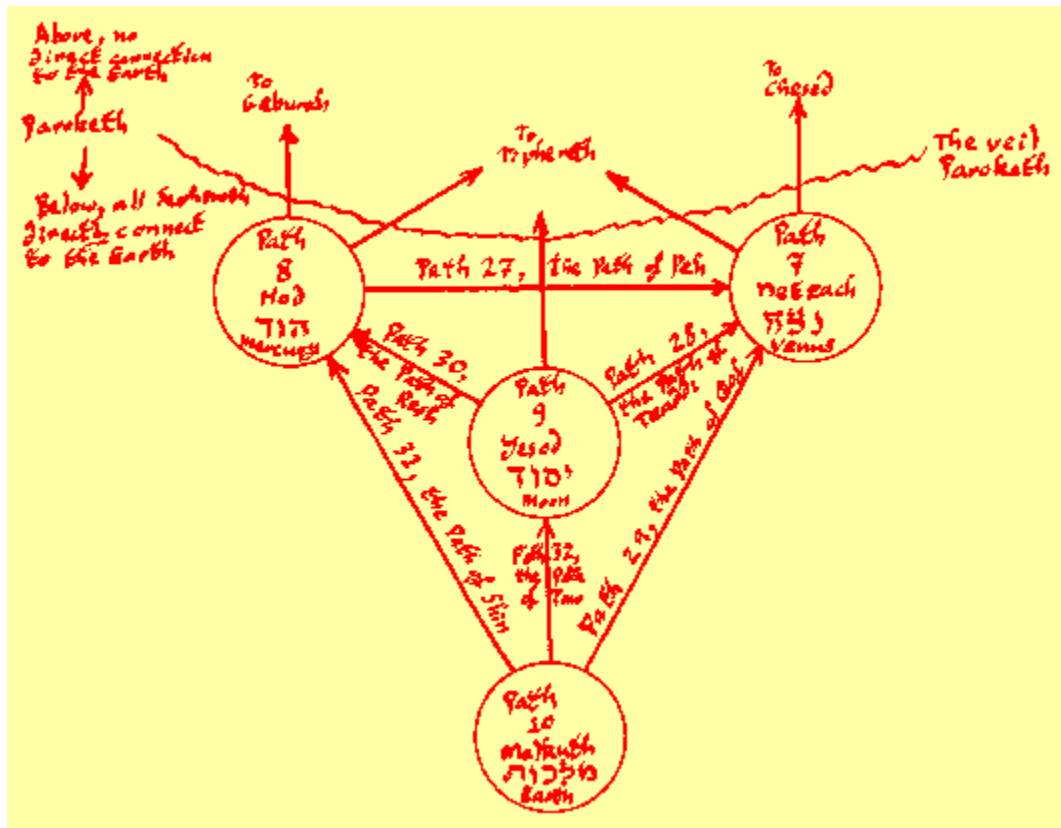 Above, no
direct connection
to the Earth
Paroketh
Below, all Sephiroth
directly connect
to the Earth
To
Geburah
To
Tiphereth
To
Chesed
The veil
Paroketh
Path
8
Hod
הוד
Mercury
Path 27, the Path of Peh
Path
7
Netzach
נצח
Venus
Path 30,
the Path of
Resh
Path 28,
the Path of
Path
9
Yesod
יסוד
Moon
Path 31, the Path of Shin
Path 32,
the Path
of Tau
Path 29, the Path of Qof
Path
10
Malkuth
מלכות
Earth